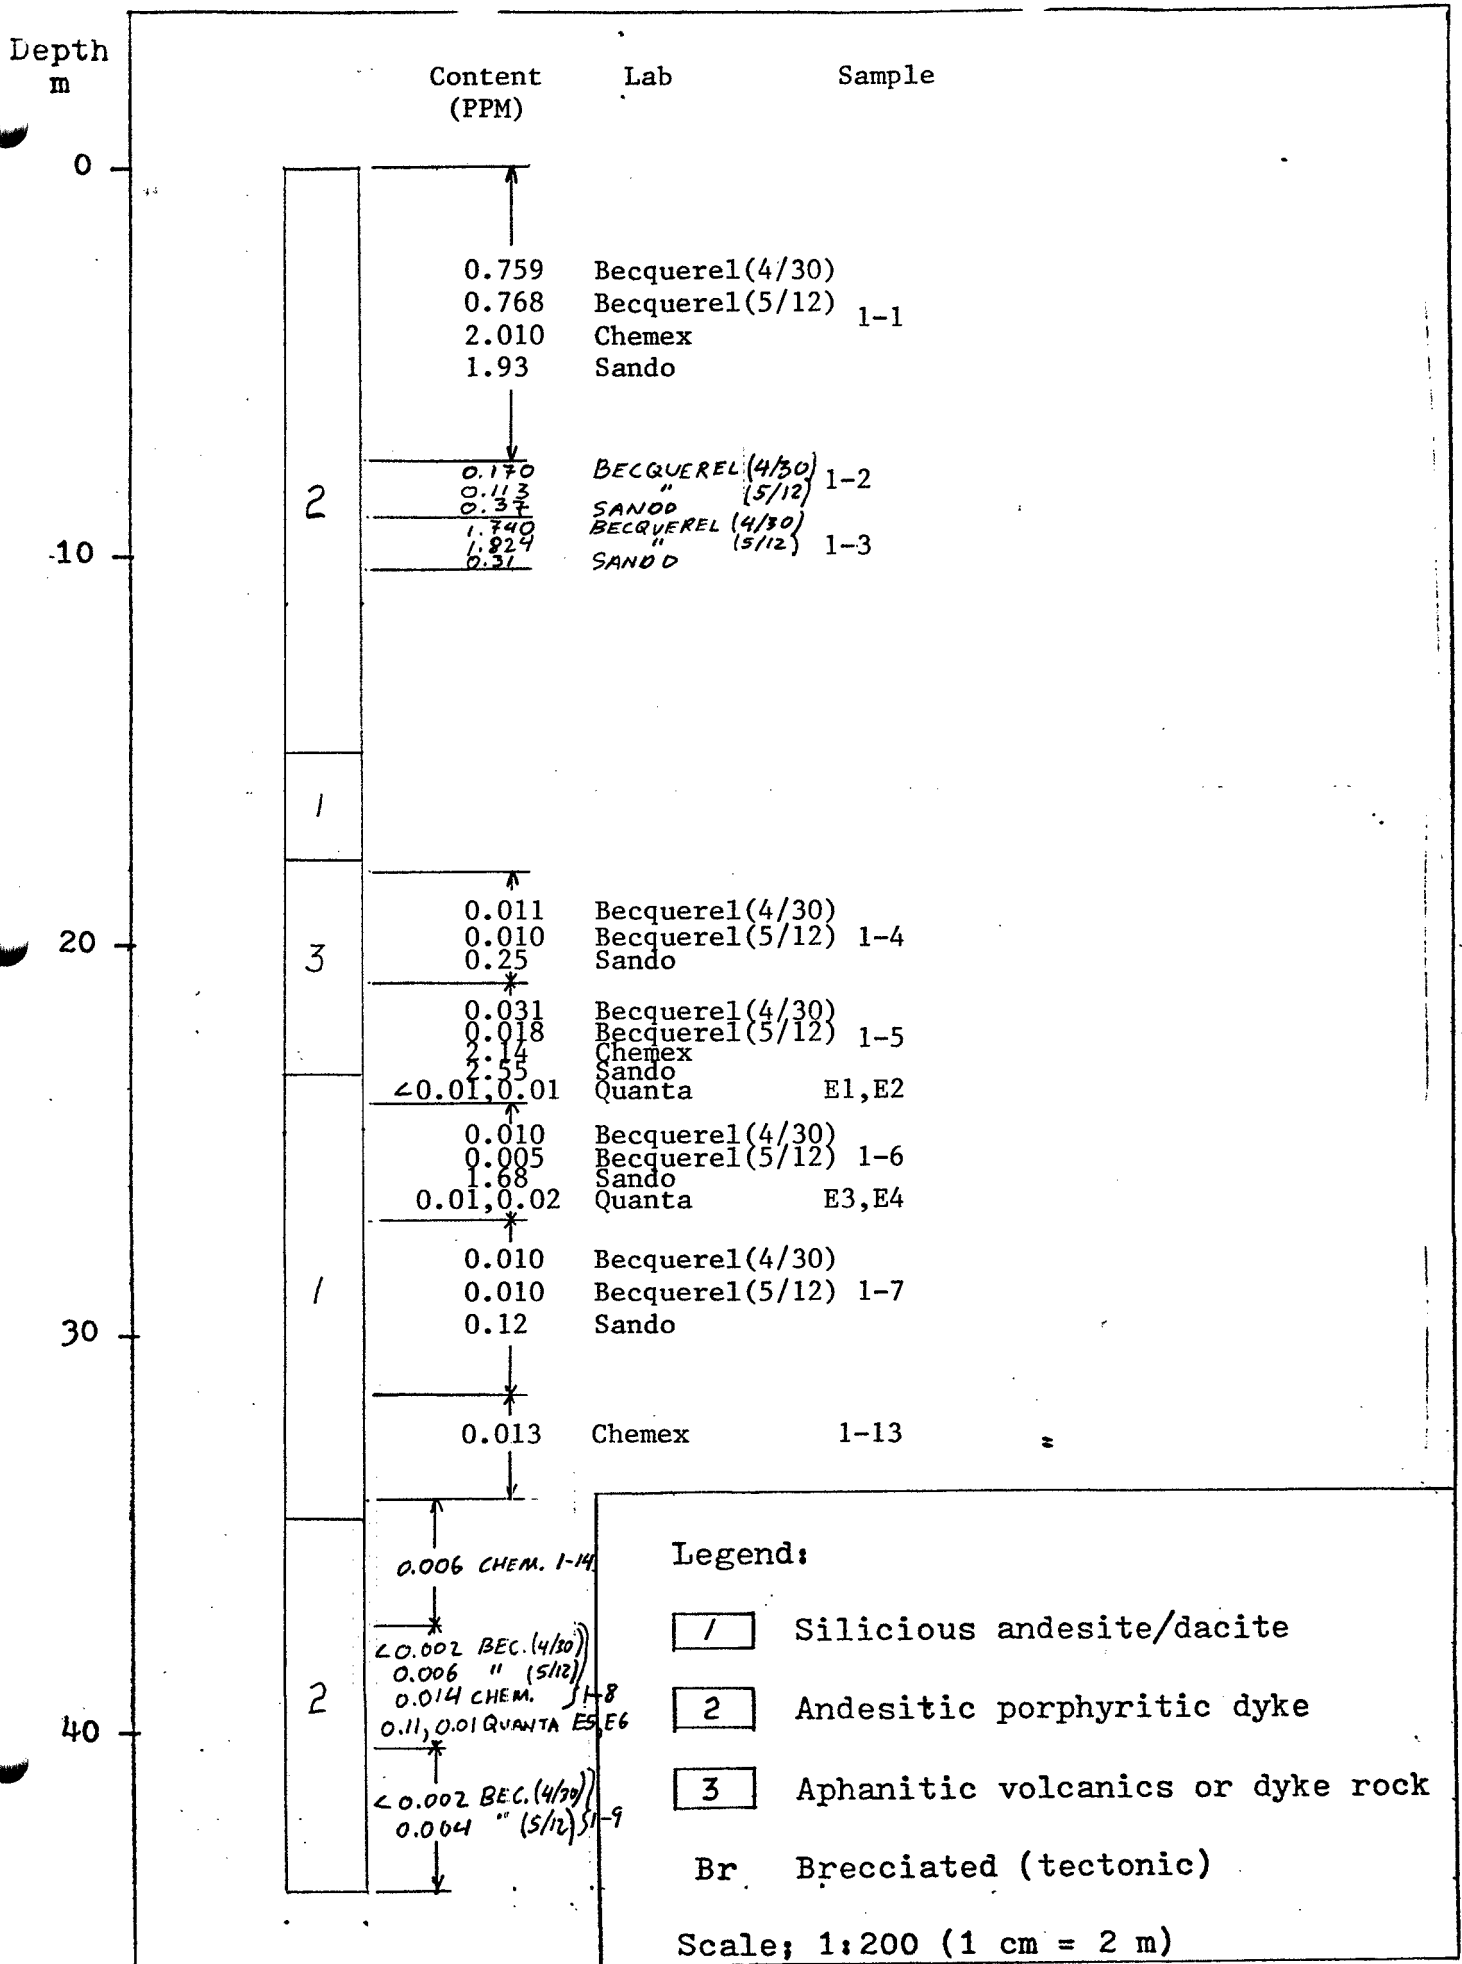 Depth
m
Content Lab Sample
(PPM)
0
0.759 Becquerel(4/30)
0.768 Becquerel(5/12)
1-1
2.010 Chemex
1.93 Sando
2
0.170 BECQUEREL (4/30)
1-2
0.113 " (5/12)
0.37 SANDO
1.740 BECQUEREL (4/30)
1.829 " (5/12) 1-3
10
0.31 SANDO
1
3
0.011 Becquerel(4/30)
20
0.010 Becquerel(5/12) 1-4
0.25 Sando
0.031 Becquerel(4/30)
0.018 Becquerel(5/12) 1-5
2.14 Chemex
2.55 Sando
<0.01,0.01 Quanta E1,E2
0.010 Becquerel(4/30)
0.005 Becquerel(5/12) 1-6
1.68 Sando
0.01,0.02 Quanta E3,E4
1
0.010 Becquerel(4/30)
0.010 Becquerel(5/12) 1-7
30
0.12 Sando
0.013 Chemex 1-13
0.006 CHEM. 1-14
2
<0.002 BEC.(4/30)
0.006 " (5/12)
0.014 CHEM. 1-8
40
0.11, 0.01 QUANTA E5,E6
<0.002 BEC.(4/30)
0.004 " (5/12) 1-9
Legend:
1 Silicious andesite/dacite
2 Andesitic porphyritic dyke
3 Aphanitic volcanics or dyke rock
Br Brecciated (tectonic)
Scale; 1:200 (1 cm = 2 m)